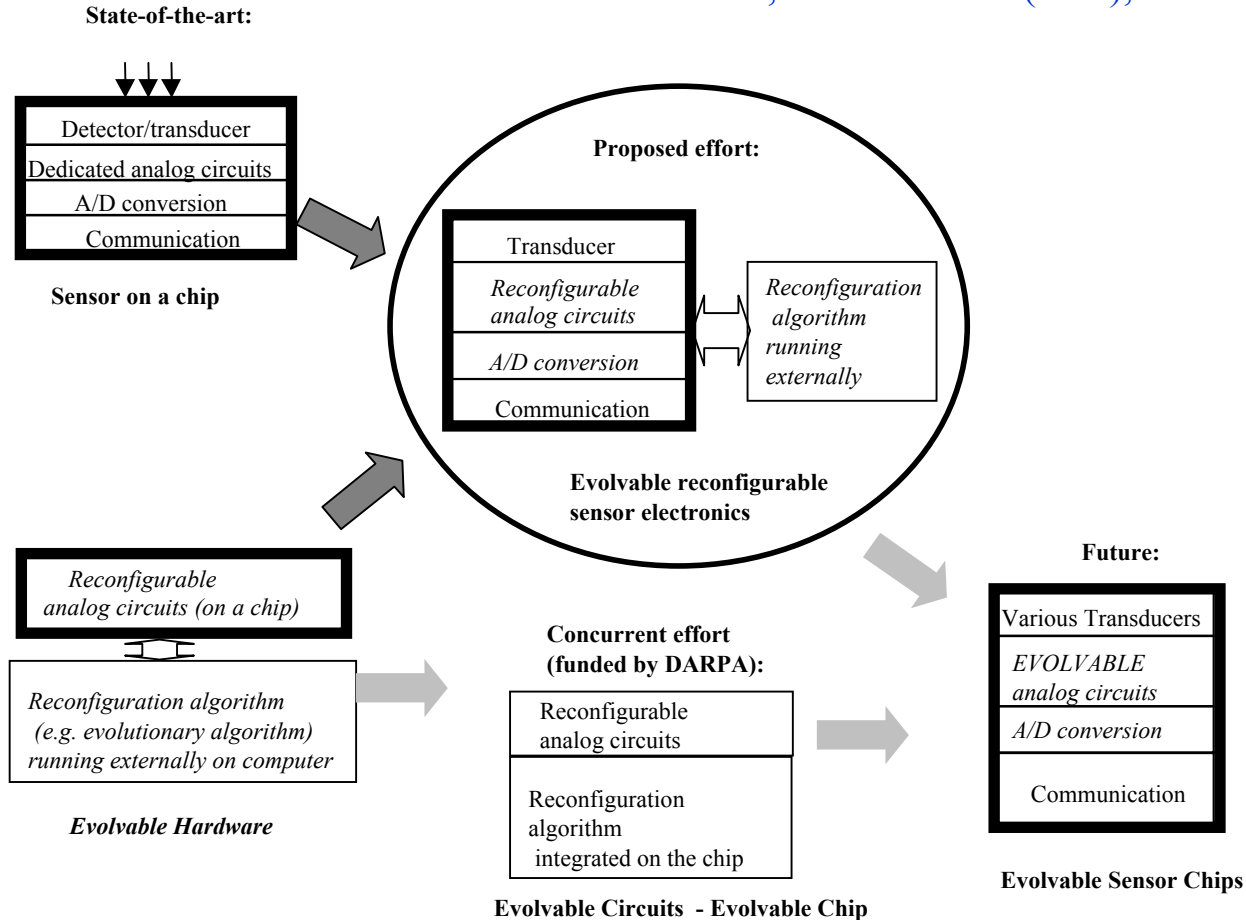 State-of-the-art:
Detector/transducer
Dedicated analog circuits
A/D conversion
Communication
Sensor on a chip
Proposed effort:
Transducer
Reconfigurable
analog circuits
A/D conversion
Communication
Reconfiguration
algorithm
running
externally
Evolvable reconfigurable
sensor electronics
Reconfigurable
analog circuits (on a chip)
Reconfiguration algorithm
(e.g. evolutionary algorithm)
running externally on computer
Evolvable Hardware
Concurrent effort
(funded by DARPA):
Reconfigurable
analog circuits
Reconfiguration
algorithm
integrated on the chip
Evolvable Circuits - Evolvable Chip
Future:
Various Transducers
EVOLVABLE
analog circuits
A/D conversion
Communication
Evolvable Sensor Chips